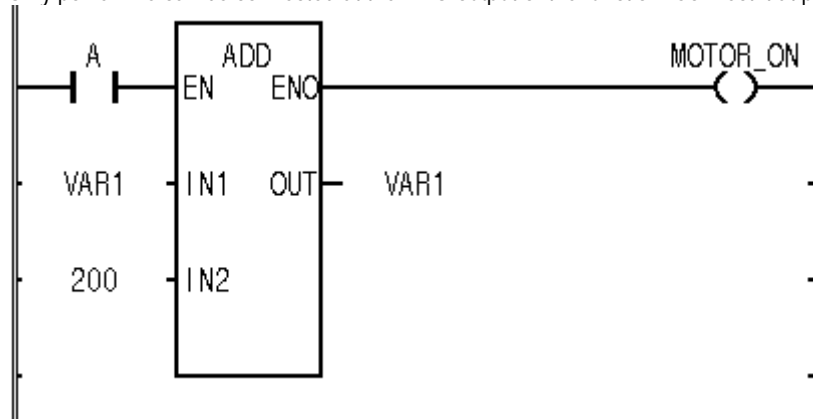 A
ADD
MOTOR_ON
EN ENO
VAR1 IN1 OUT VAR1
200 IN2